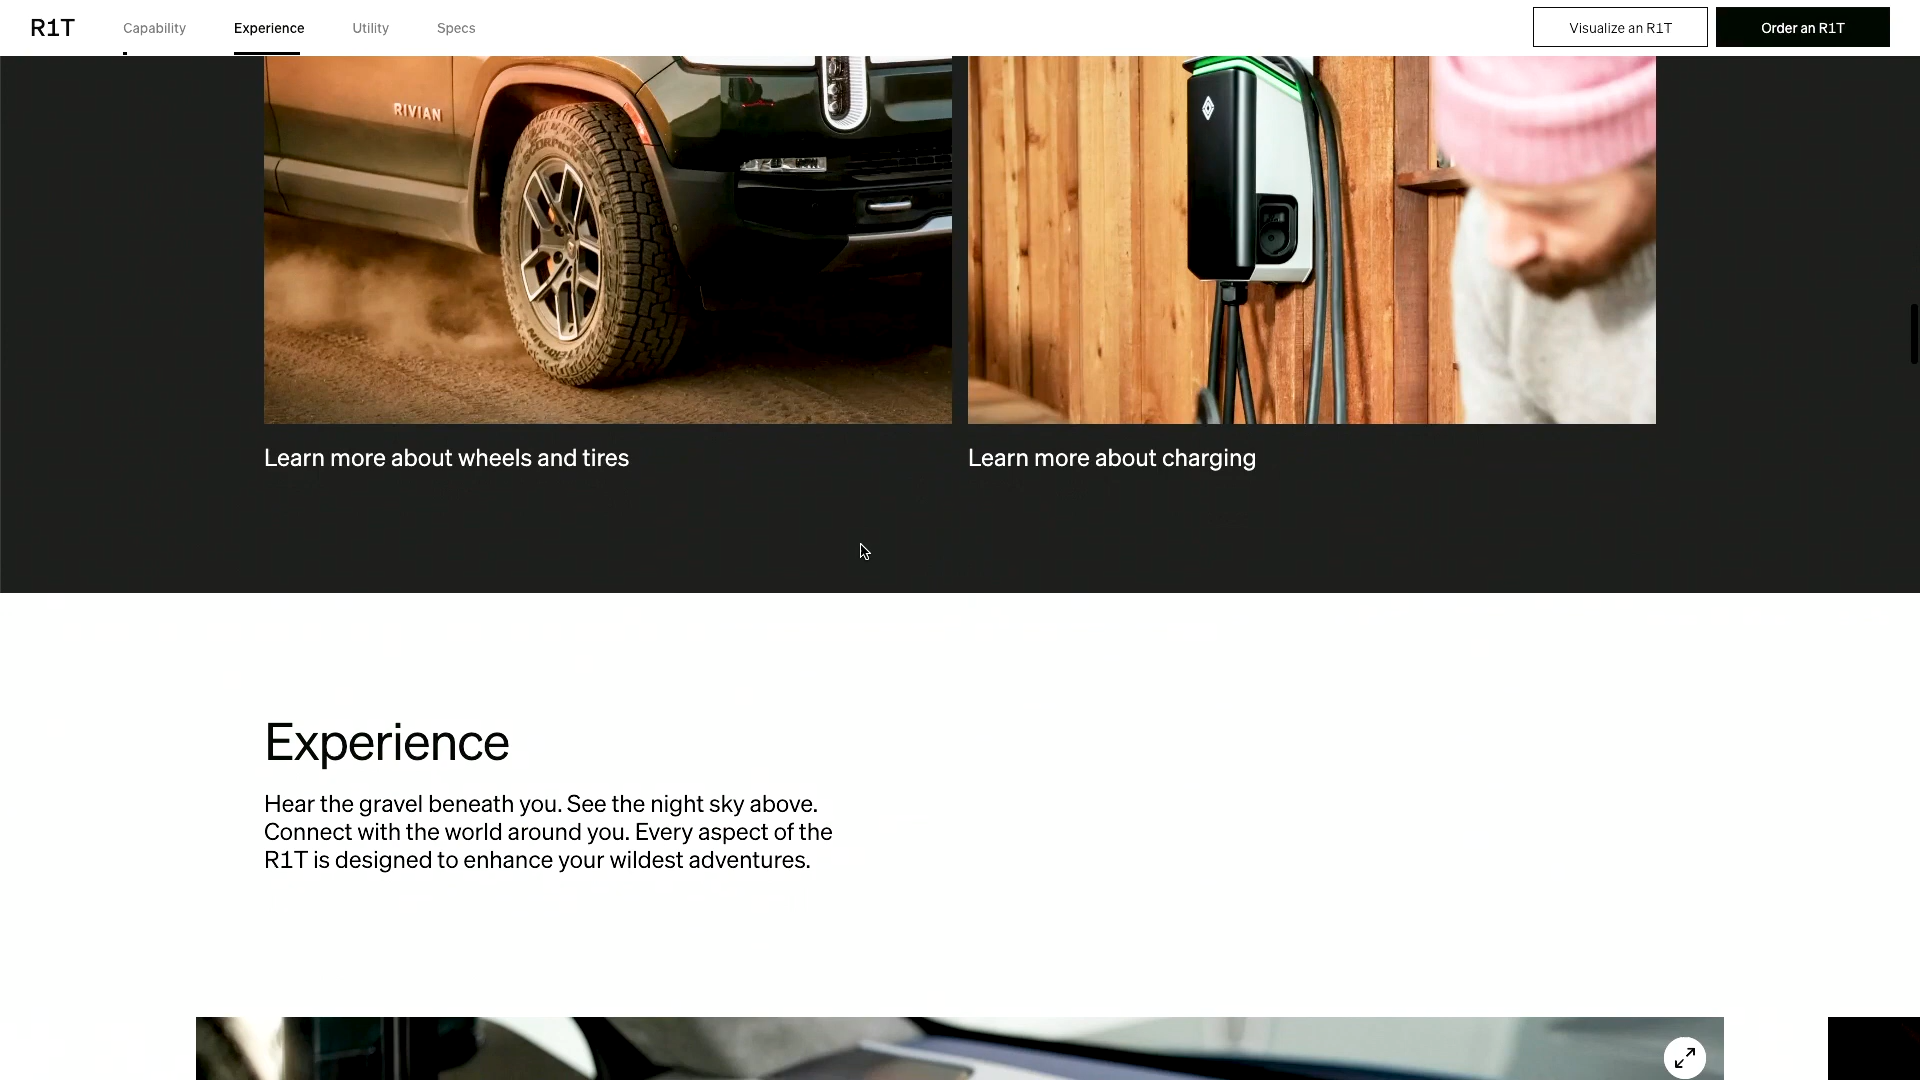 R1T
Capability
Experience
Utility
Specs
Visualize an R1T
Order an R1T
RIVIAN
SCORPION
Learn more about wheels and tires
Learn more about charging
Experience
Hear the gravel beneath you. See the night sky above.
Connect with the world around you. Every aspect of the
R1T is designed to enhance your wildest adventures.